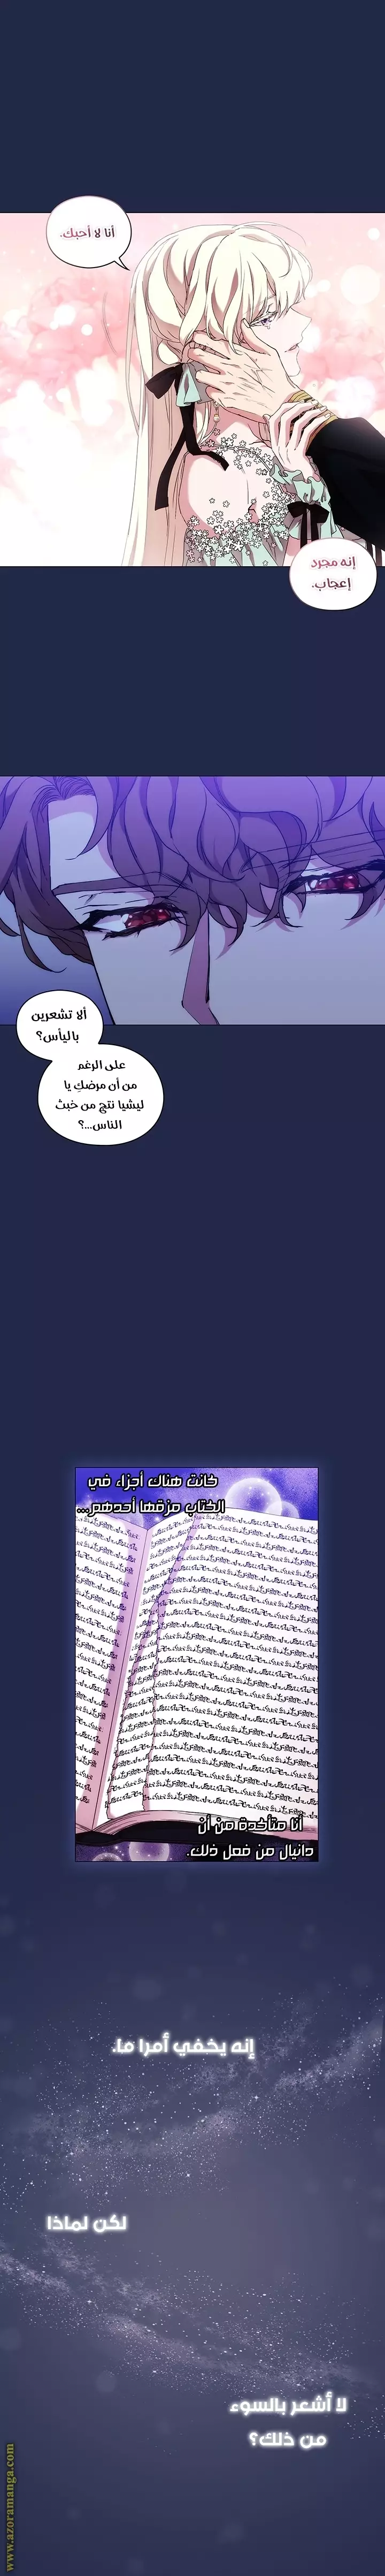 أنا لا أحبك.
إنه مجرد
إعجاب.
ألا تشعرين
باليأس؟
على الرغم
من أن مرضكِ يا
ليشيا نتج من خبث
الناس...؟
كانت هناك أجزاء في
الكتاب مزقها أحدهم...
أنا متأكدة من أن
دانيال من فعل ذلك.
إنه يخفي أمرا ما.
لكن لماذا
لا أشعر بالسوء
من ذلك؟
www.azoramanga.com